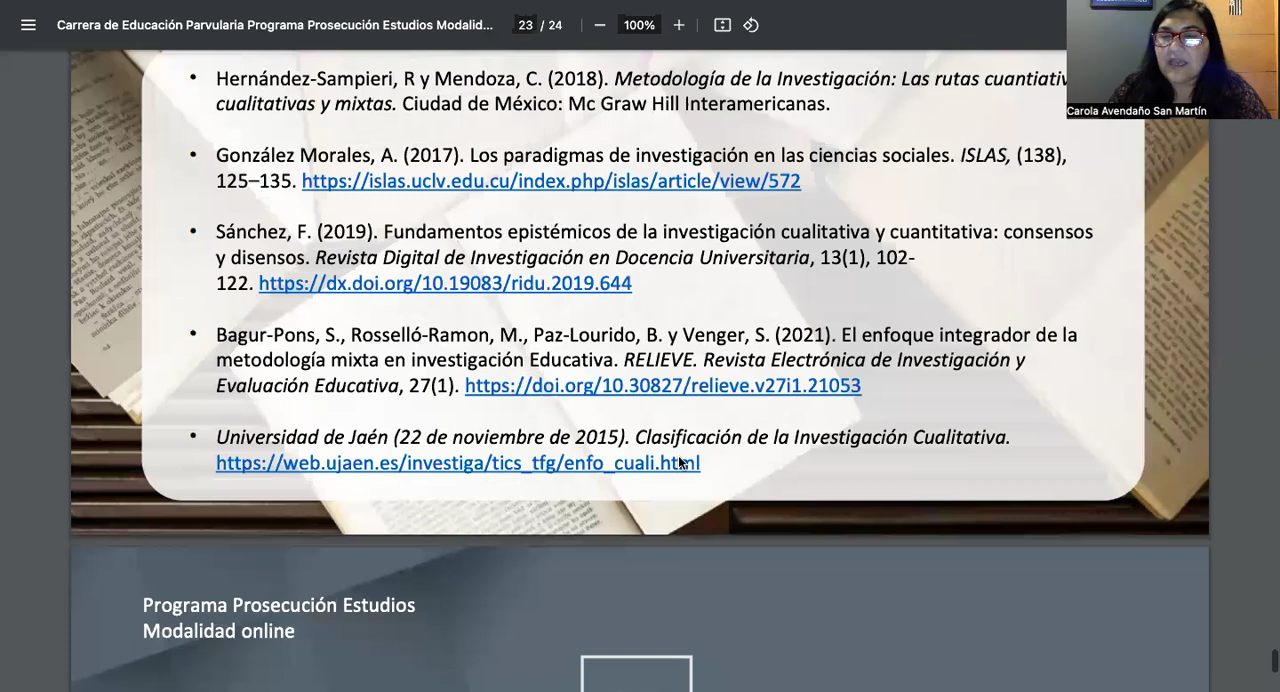 Carrera de Educación Parvularia Programa Prosecución Estudios Modalid...
23 / 24
100%
Carola Avendaño San Martín
• Hernández-Sampieri, R y Mendoza, C. (2018). Metodología de la Investigación: Las rutas
cualitativas y mixtas. Ciudad de México: Mc Graw Hill Interamericanas.
• González Morales, A. (2017). Los paradigmas de investigación en las ciencias sociales. ISLAS, (138),
125–135. https://islas.uclv.edu.cu/index.php/islas/article/view/572
• Sánchez, F. (2019). Fundamentos epistémicos de la investigación cualitativa y cuantitativa: consensos
y disensos. Revista Digital de Investigación en Docencia Universitaria, 13(1), 102-
122. https://dx.doi.org/10.19083/ridu.2019.644
• Bagur-Pons, S., Rosselló-Ramon, M., Paz-Lourido, B. y Venger, S. (2021). El enfoque integrador de la
metodología mixta en investigación Educativa. RELIEVE. Revista Electrónica de Investigación y
Evaluación Educativa, 27(1). https://doi.org/10.30827/relieve.v27i1.21053
• Universidad de Jaén (22 de noviembre de 2015). Clasificación de la Investigación Cualitativa.
https://web.ujaen.es/investiga/tics_tfg/enfo_cuali.html
Programa Prosecución Estudios
Modalidad online